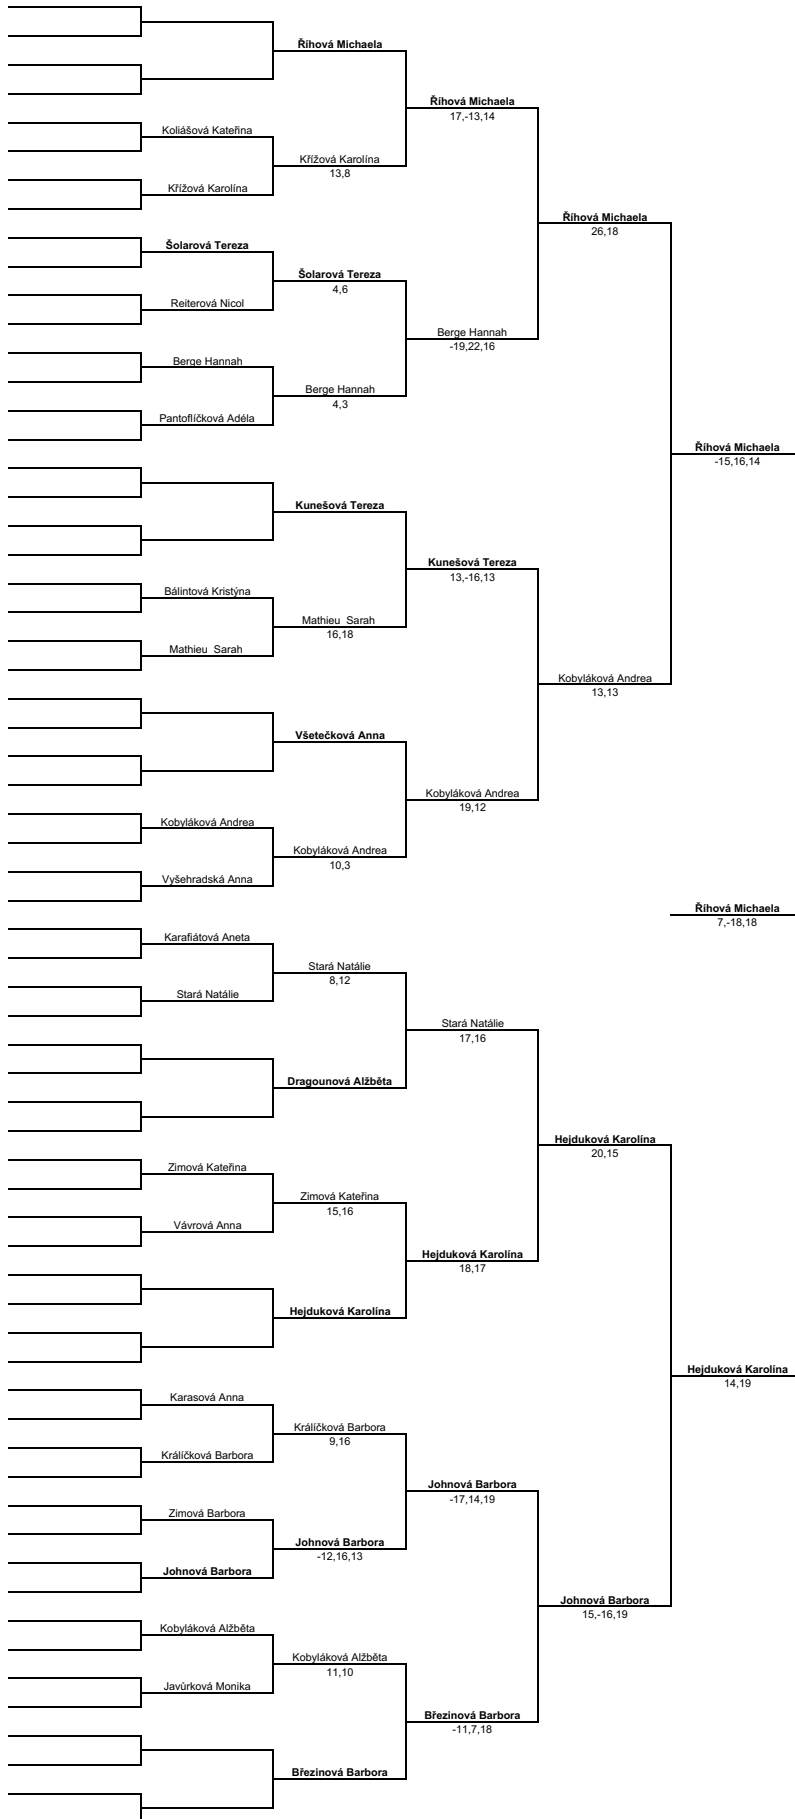 Říhová Michaela
Říhová Michaela
17,-13,14
Koliášová Kateřina
Křížová Karolína
13,8
Křížová Karolína
Říhová Michaela
26,18
Šolarová Tereza
Šolarová Tereza
4,6
Reiterová Nicol
Berge Hannah
-19,22,16
Berge Hannah
Berge Hannah
4,3
Pantoflíčková Adéla
Říhová Michaela
-15,16,14
Kunešová Tereza
Kunešová Tereza
13,-16,13
Bálintová Kristýna
Mathieu  Sarah
16,18
Mathieu  Sarah
Kobyláková Andrea
13,13
Všetečková Anna
Kobyláková Andrea
19,12
Kobyláková Andrea
Kobyláková Andrea
10,3
Vyšehradská Anna
Říhová Michaela
7,-18,18
Karafiátová Aneta
Stará Natálie
8,12
Stará Natálie
Stará Natálie
17,16
Dragounová Alžběta
Hejduková Karolína
20,15
Zimová Kateřina
Zimová Kateřina
15,16
Vávrová Anna
Hejduková Karolína
18,17
Hejduková Karolína
Hejduková Karolína
14,19
Karasová Anna
Králíčková Barbora
9,16
Králíčková Barbora
Johnová Barbora
-17,14,19
Zimová Barbora
Johnová Barbora
-12,16,13
Johnová Barbora
Johnová Barbora
15,-16,19
Kobyláková Alžběta
Kobyláková Alžběta
11,10
Javůrková Monika
Březinová Barbora
-11,7,18
Březinová Barbora